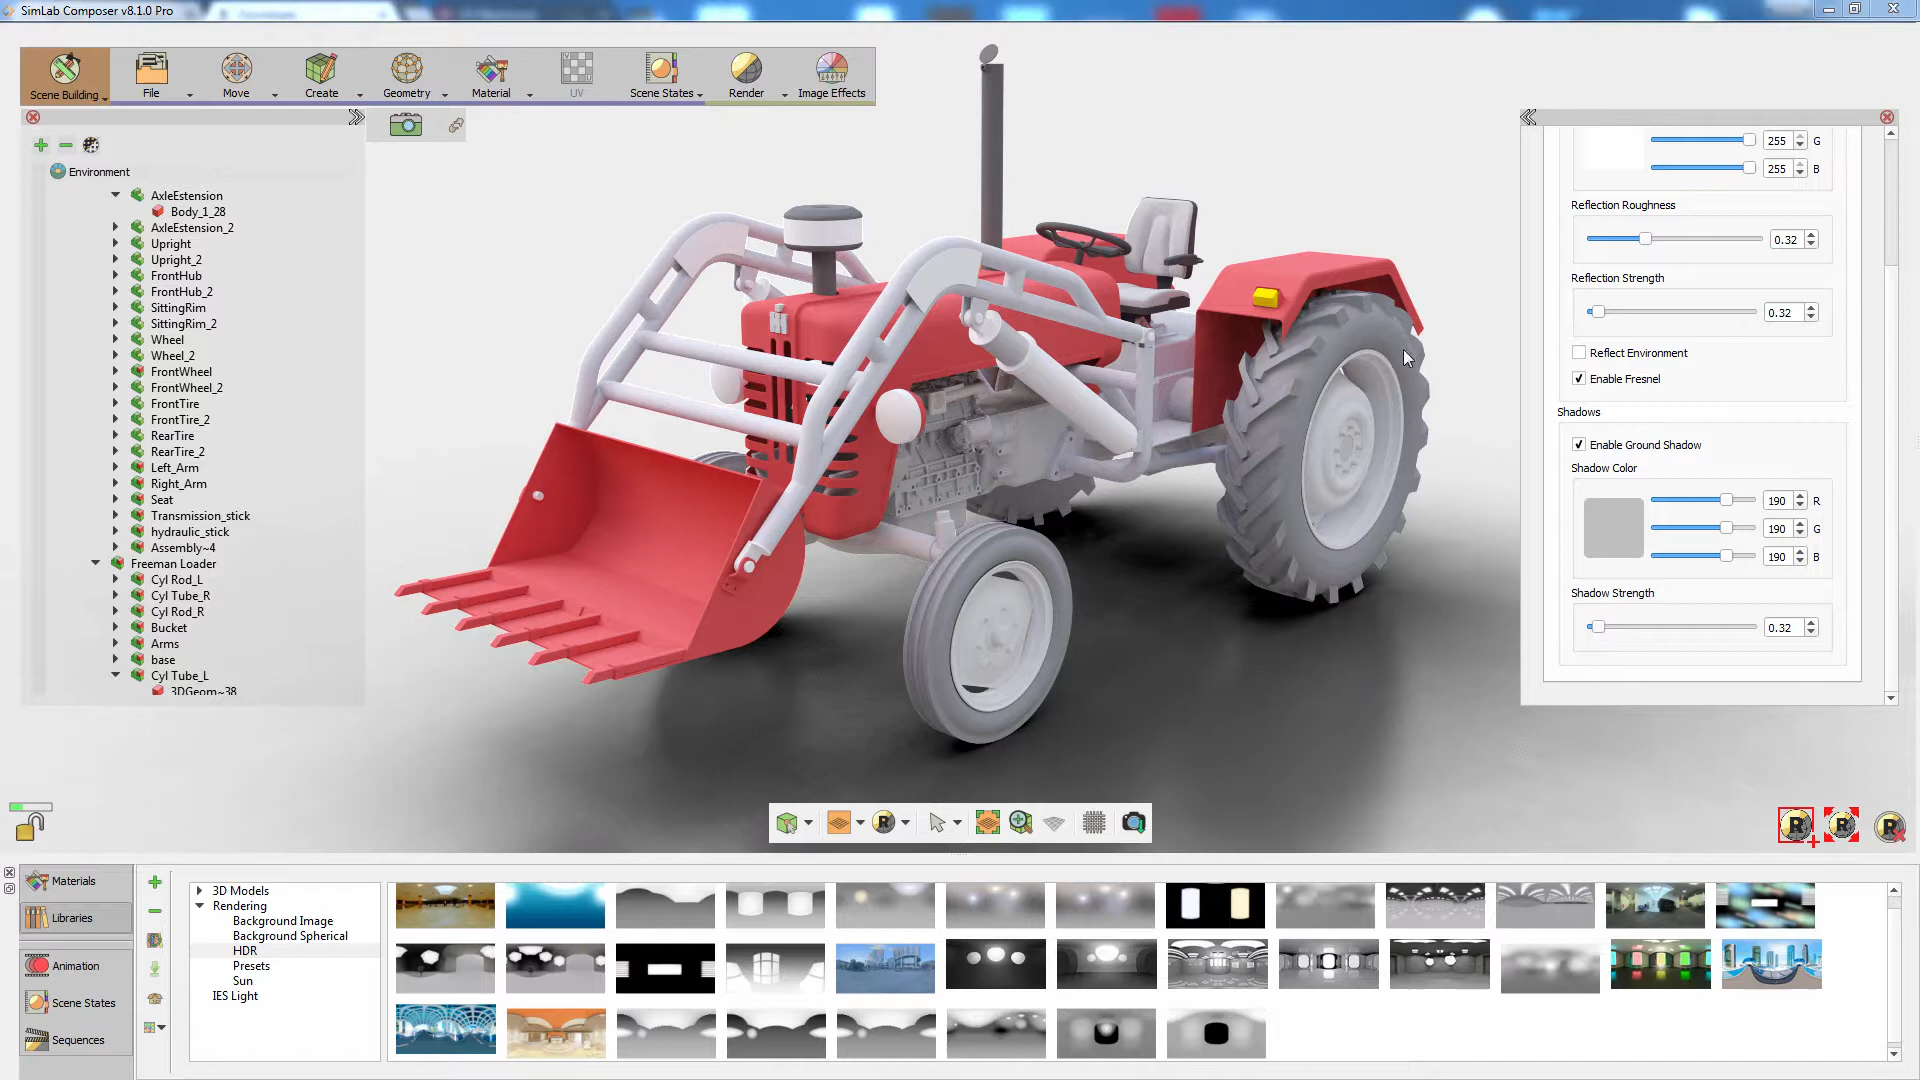 SimLab Composer v8.1.0 Pro
Scene Building
File
Move
Create
Geometry
Material
UV
Scene States
Render
Image Effects
Environment
AxleEstension
Body_1_28
AxleEstension_2
Upright
Upright_2
FrontHub
FrontHub_2
SittingRim
SittingRim_2
Wheel
Wheel_2
FrontWheel
FrontWheel_2
FrontTire
FrontTire_2
RearTire
RearTire_2
Left_Arm
Right_Arm
Seat
Transmission_stick
hydraulic_stick
Assembly~4
Freeman Loader
Cyl Rod_L
Cyl Tube_R
Cyl Rod_R
Bucket
Arms
base
Cyl Tube_L
3DGeom~38
255 G
255 B
Reflection Roughness
0.32
Reflection Strength
0.32
Reflect Environment
Enable Fresnel
Shadows
Enable Ground Shadow
Shadow Color
190 R
190 G
190 B
Shadow Strength
0.32
R
R R R
Materials
Libraries
Animation
Scene States
Sequences
3D Models
Rendering
Background Image
Background Spherical
HDR
Presets
Sun
IES Light